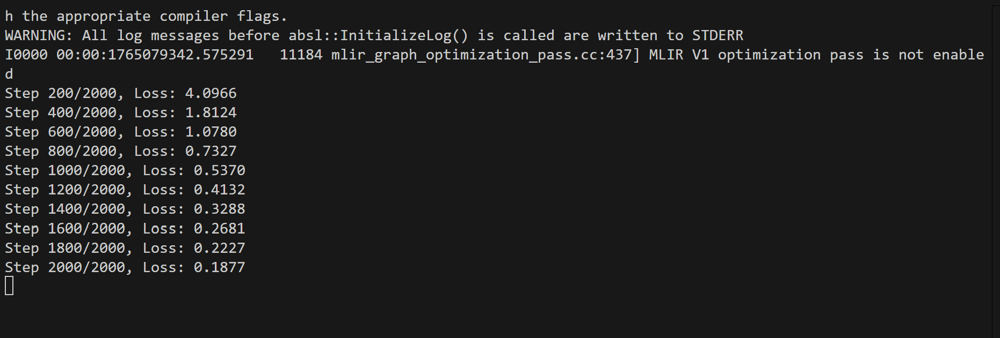 h the appropriate compiler flags.
WARNING: All log messages before absl::InitializeLog() is called are written to STDERR
I0000 00:00:1765079342.575291   11184 mlir_graph_optimization_pass.cc:437] MLIR V1 optimization pass is not enable
d
Step 200/2000, Loss: 4.0966
Step 400/2000, Loss: 1.8124
Step 600/2000, Loss: 1.0780
Step 800/2000, Loss: 0.7327
Step 1000/2000, Loss: 0.5370
Step 1200/2000, Loss: 0.4132
Step 1400/2000, Loss: 0.3288
Step 1600/2000, Loss: 0.2681
Step 1800/2000, Loss: 0.2227
Step 2000/2000, Loss: 0.1877